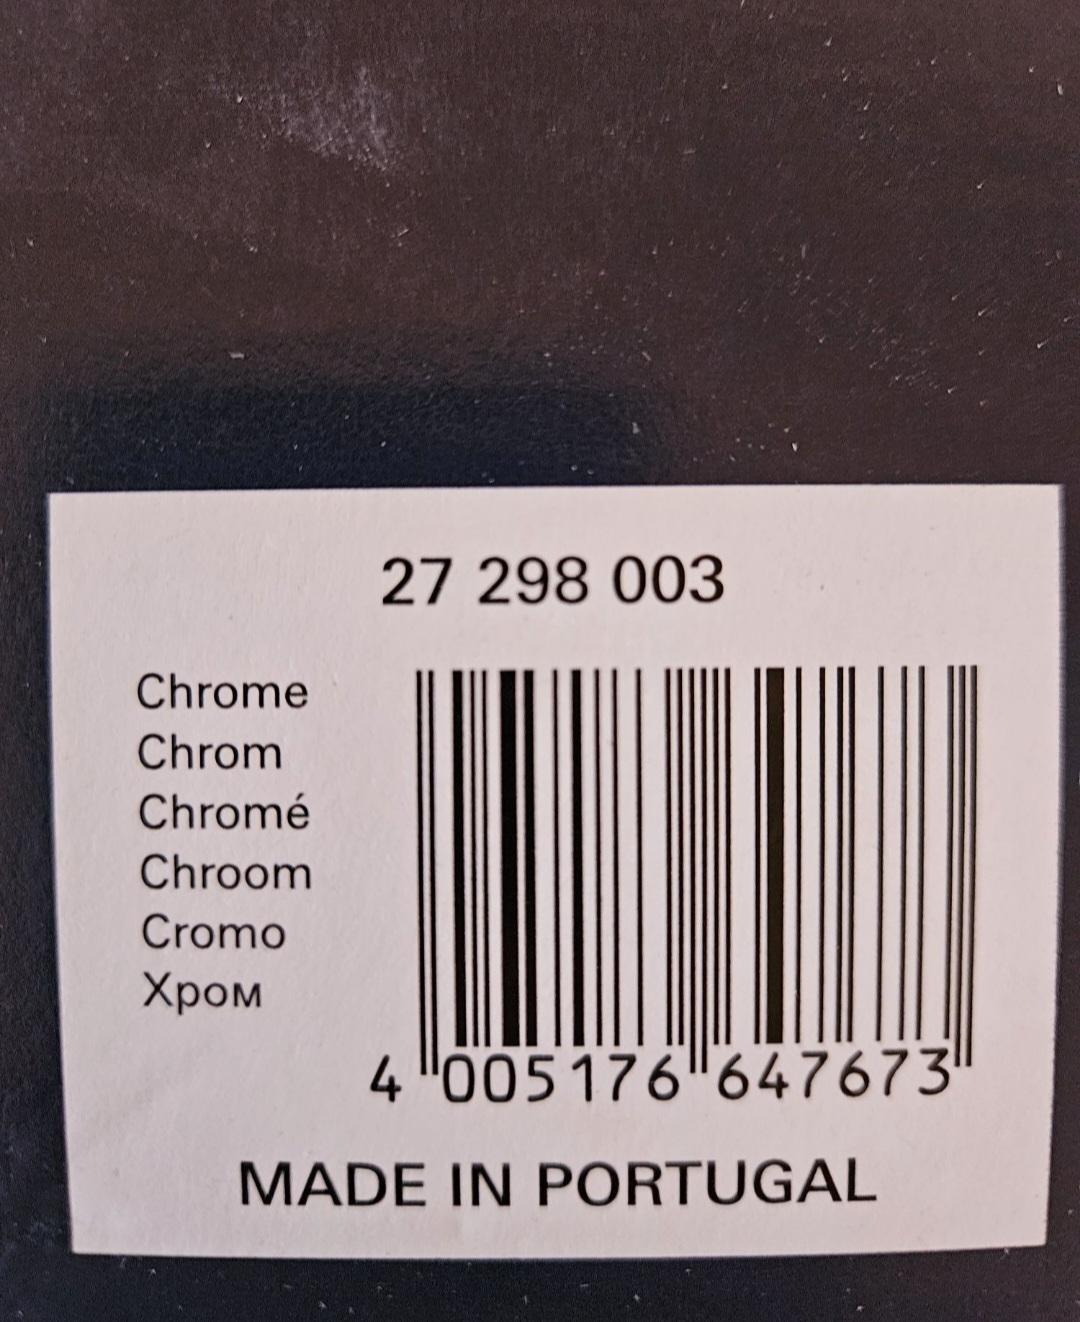 27 298 003
Chrome
Chrom
Chromé
Chroom
Cromo
Хром
4 005176 647673
MADE IN PORTUGAL